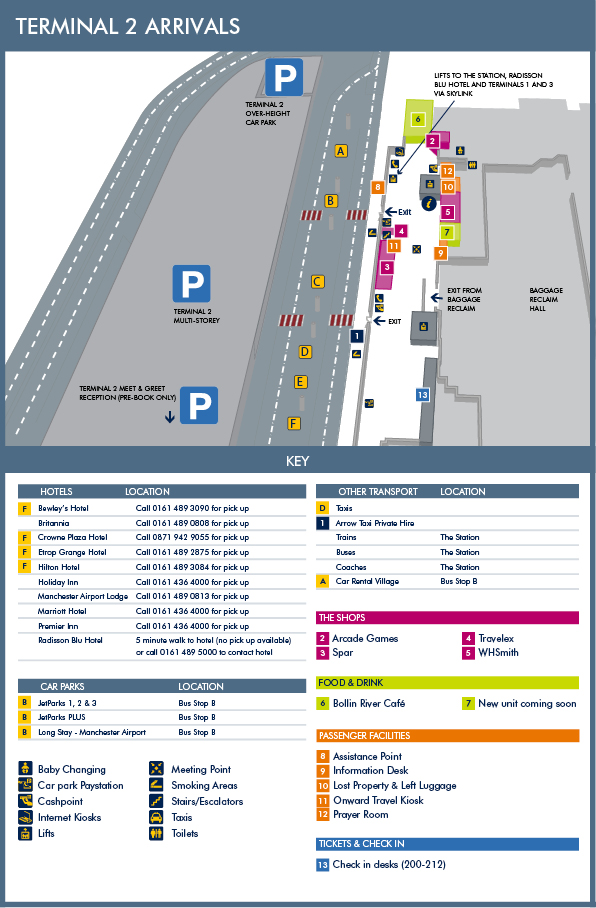 TERMINAL 2 ARRIVALS
P
TERMINAL 2
OVER-HEIGHT
CAR PARK
LIFTS TO THE STATION, RADISSON
BLU HOTEL AND TERMINALS 1 AND 3
VIA SKYLINK
6
2
A
12
8
10
B
i
5
Exit
4
7
11
9
3
P
TERMINAL 2
MULTI-STOREY
C
EXIT FROM
BAGGAGE
RECLAIM
BAGGAGE
RECLAIM
HALL
EXIT
1
D
E
TERMINAL 2 MEET & GREET
RECEPTION (PRE-BOOK ONLY)
P
13
F
KEY
HOTELS LOCATION
F Bewley's Hotel Call 0161 489 3090 for pick up
Britannia Call 0161 489 0808 for pick up
F Crowne Plaza Hotel Call 0871 942 9055 for pick up
F Etrop Grange Hotel Call 0161 489 2875 for pick up
F Hilton Hotel Call 0161 489 3084 for pick up
Holiday Inn Call 0161 436 4000 for pick up
Manchester Airport Lodge Call 0161 489 0813 for pick up
Marriott Hotel Call 0161 436 4000 for pick up
Premier Inn Call 0161 436 4000 for pick up
Radisson Blu Hotel 5 minute walk to hotel (no pick up available)
or call 0161 489 5000 to contact hotel
CAR PARKS LOCATION
B JetParks 1, 2 & 3 Bus Stop B
B JetParks PLUS Bus Stop B
B Long Stay - Manchester Airport Bus Stop B
Baby Changing
Car park Paystation
Cashpoint
Internet Kiosks
Lifts
Meeting Point
Smoking Areas
Stairs/Escalators
Taxis
Toilets
OTHER TRANSPORT LOCATION
D Taxis
1 Arrow Taxi Private Hire
Trains The Station
Buses The Station
Coaches The Station
A Car Rental Village Bus Stop B
THE SHOPS
2 Arcade Games 4 Travelex
3 Spar 5 WHSmith
FOOD & DRINK
6 Bollin River Café 7 New unit coming soon
PASSENGER FACILITIES
8 Assistance Point
9 Information Desk
10 Lost Property & Left Luggage
11 Onward Travel Kiosk
12 Prayer Room
TICKETS & CHECK IN
13 Check in desks (200-212)